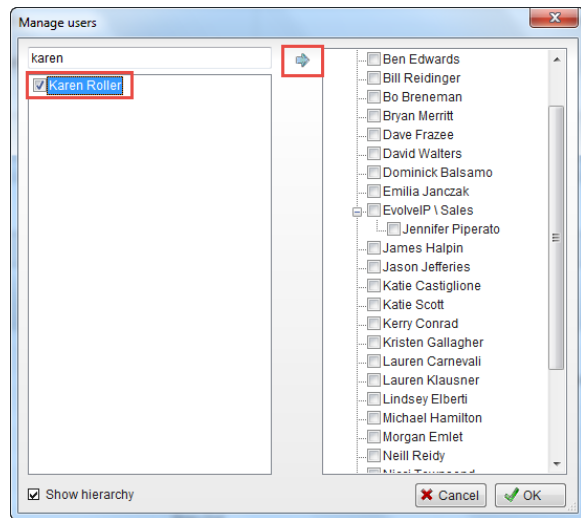 Manage users
karen
Karen Roller
Ben Edwards
Bill Reidinger
Bo Breneman
Bryan Merritt
Dave Frazee
David Walters
Dominick Balsamo
Emilia Janczak
EvolveIP \ Sales
Jennifer Piperato
James Halpin
Jason Jefferies
Katie Castiglione
Katie Scott
Kerry Conrad
Kristen Gallagher
Lauren Carnevali
Lauren Klausner
Lindsey Elberti
Michael Hamilton
Morgan Emlet
Neill Reidy
Show hierarchy
Cancel
OK